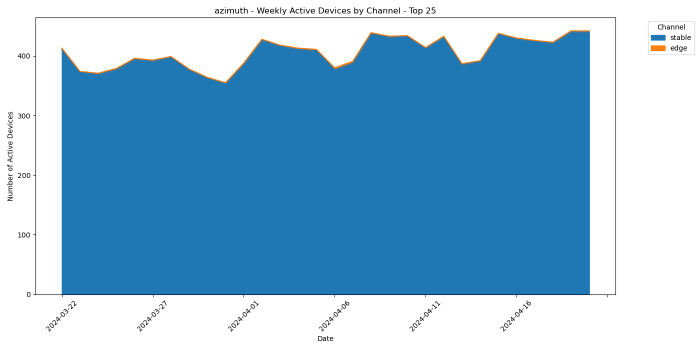 azimuth - Weekly Active Devices by Channel - Top 25
Channel
stable
edge
Number of Active Devices
400
300
200
100
0
2024-03-22
2024-03-27
2024-04-01
2024-04-06
2024-04-11
2024-04-16
Date